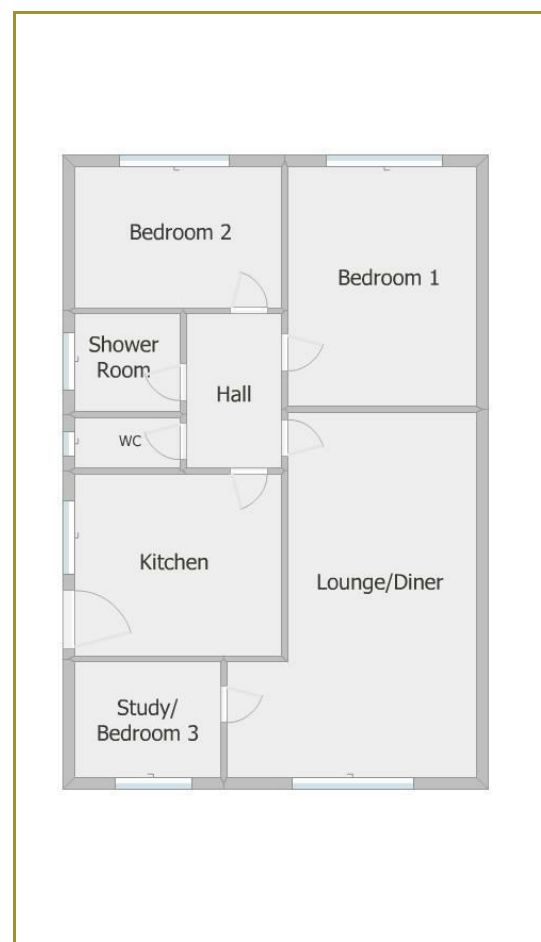 Bedroom 2
Bedroom 1
Shower
Room
Hall
WC
Kitchen
Lounge/Diner
Study/
Bedroom 3